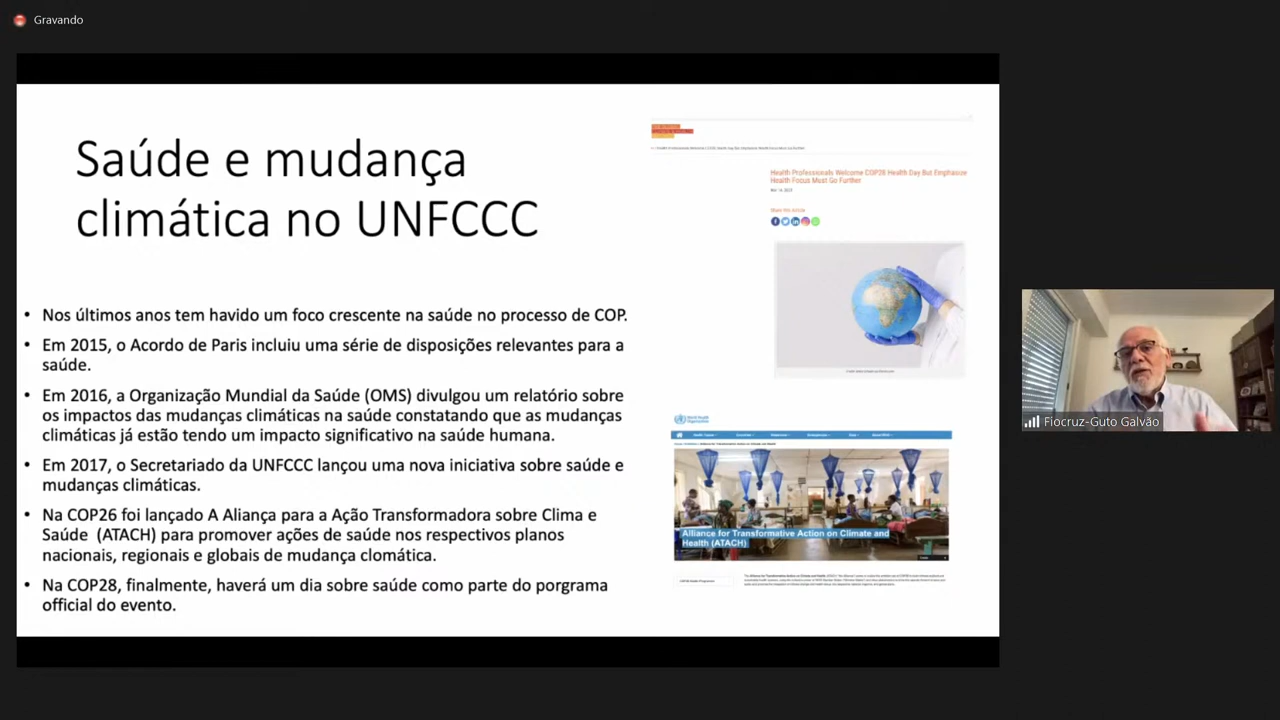 Gravando
Saúde e mudança
climática no UNFCCC
• Nos últimos anos tem havido um foco crescente na saúde no processo de COP.
• Em 2015, o Acordo de Paris incluiu uma série de disposições relevantes para a
saúde.
• Em 2016, a Organização Mundial da Saúde (OMS) divulgou um relatório sobre
os impactos das mudanças climáticas na saúde constatando que as mudanças
climáticas já estão tendo um impacto significativo na saúde humana.
• Em 2017, o Secretariado da UNFCCC lançou uma nova iniciativa sobre saúde e
mudanças climáticas.
• Na COP26 foi lançado A Aliança para a Ação Transformadora sobre Clima e
Saúde (ATACH) para promover ações de saúde nos respectivos planos
nacionais, regionais e globais de mudança clomática.
• Na COP28 haverá um dia sobre saúde como parte do porgrama
official do evento.
Health Professionals Welcome COP28 Health Day But Emphasize
Health Focus Must Go Further
Share this Article
World Health
Organization
Alliance for Transformative Action on Climate and
Health (ATACH)
Fiocruz-Guto Galvão